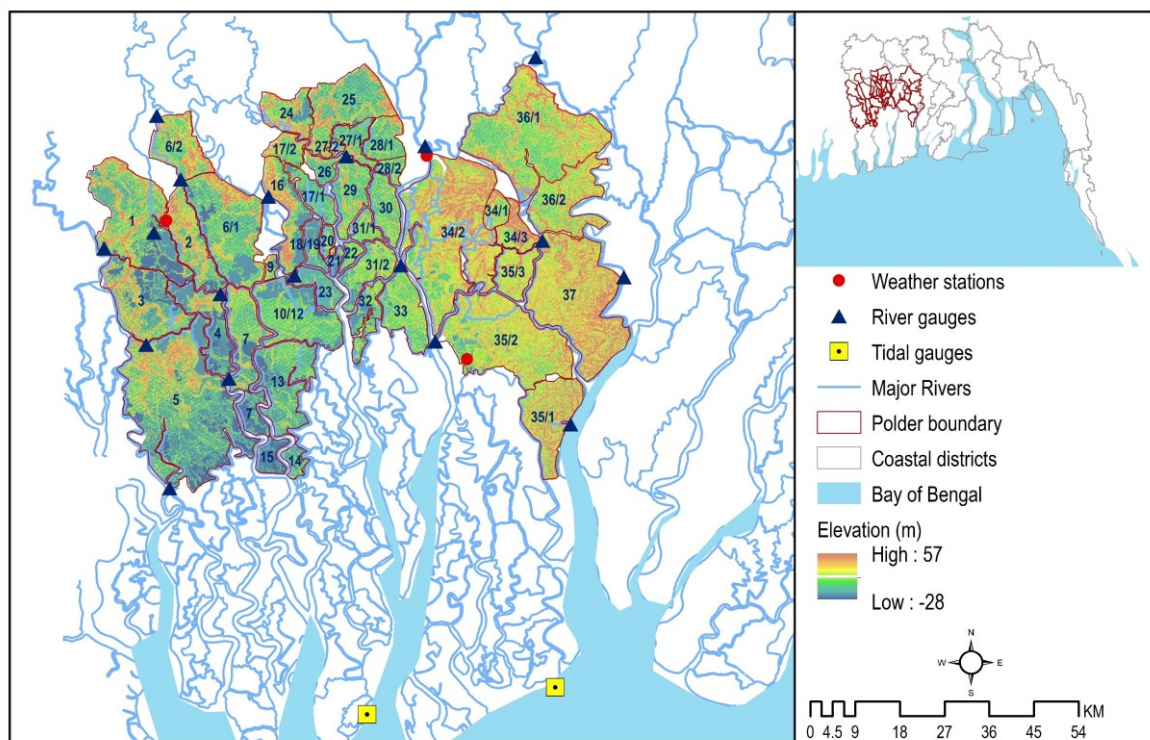 25
24
36/1
27/1
6/2
17/2
27/2
28/1
26
28/2
16
29
17/1
36/2
1
30
34/1
2
6/1
31/1
34/2
34/3
18/19
20
22
21
9
31/2
35/3
37
3
23
32
10/12
33
4
7
35/2
13
5
35/1
7
15
14
Weather stations
River gauges
Tidal gauges
Major Rivers
Polder boundary
Coastal districts
Bay of Bengal
Elevation (m)
High : 57
Low : -28
N
W E
S
KM
0 4.5 9 18 27 36 45 54